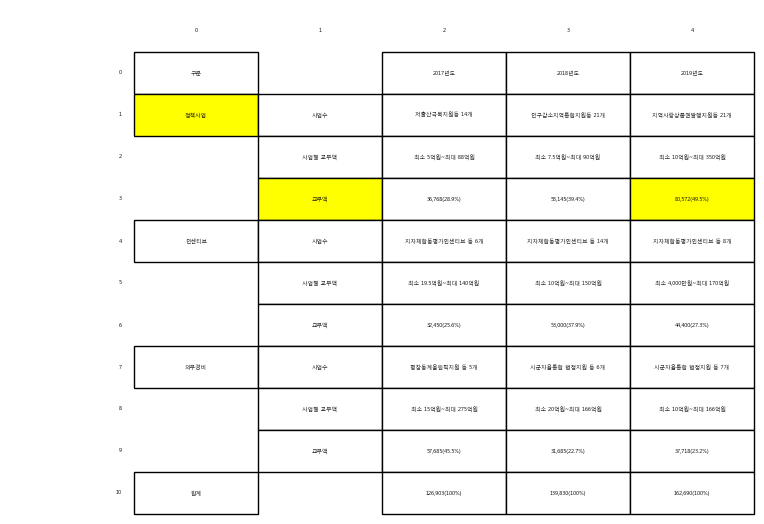 0 1 2 3 4
0 구분 2017년도 2018년도 2019년도
1 정책사업 사업수 저출산극복지원등 14개 인구감소지역통합지원등 21개 지역사랑상품권발행지원등 21개
2 사업별 교부액 최소 5억원~최대 88억원 최소 7.5억원~최대 90억원 최소 10억원~최대 350억원
3 교부액 36,768(28.9%) 55,145(39.4%) 80,572(49.5%)
4 인센티브 사업수 지자체합동평가인센티브 등 6개 지자체합동평가인센티브 등 14개 지자체합동평가인센티브 등 8개
5 사업별 교부액 최소 19.5억원~최대 140억원 최소 10억원~최대 150억원 최소 4,000만원~최대 170억원
6 교부액 32,450(25.6%) 53,000(37.9%) 44,400(27.3%)
7 의무경비 사업수 평창동계올림픽지원 등 5개 시군자율통합 법정지원 등 6개 시군자율통합 법정지원 등 7개
8 사업별 교부액 최소 15억원~최대 275억원 최소 20억원~최대 166억원 최소 10억원~최대 166억원
9 교부액 57,685(45.5%) 31,685(22.7%) 37,718(23.2%)
10 합계 126,903(100%) 139,830(100%) 162,690(100%)